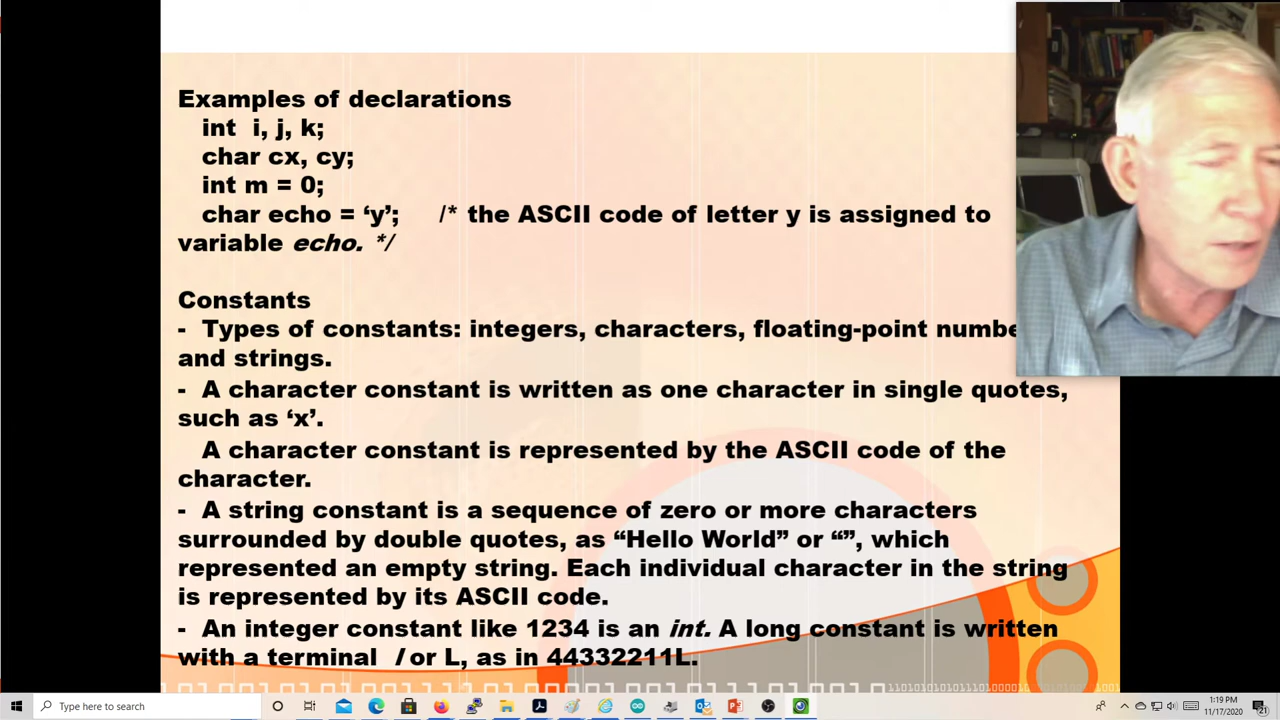 Examples of declarations
int i, j, k;
char cx, cy;
int m = 0;
char echo = ‘y’; /* the ASCII code of letter y is assigned to
variable echo. */
Constants
- Types of constants: integers, characters, floating-point
and strings.
- A character constant is written as one character in single quotes,
such as ‘x’.
A character constant is represented by the ASCII code of the
character.
- A string constant is a sequence of zero or more characters
surrounded by double quotes, as “Hello World” or “”, which
represented an empty string. Each individual character in the string
is represented by its ASCII code.
- An integer constant like 1234 is an int. A long constant is written
with a terminal l or L, as in 44332211L.
Type here to search
1:19 PM
11/17/2020
21